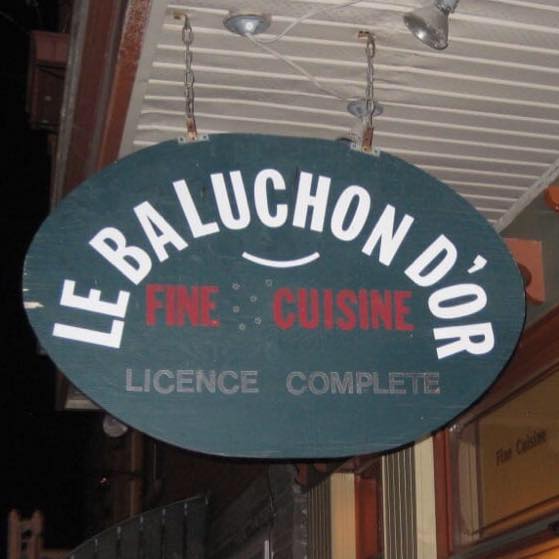 LE BALUCHON D'OR
FINE CUISINE
LICENCE COMPLETE
Fine Cuisine